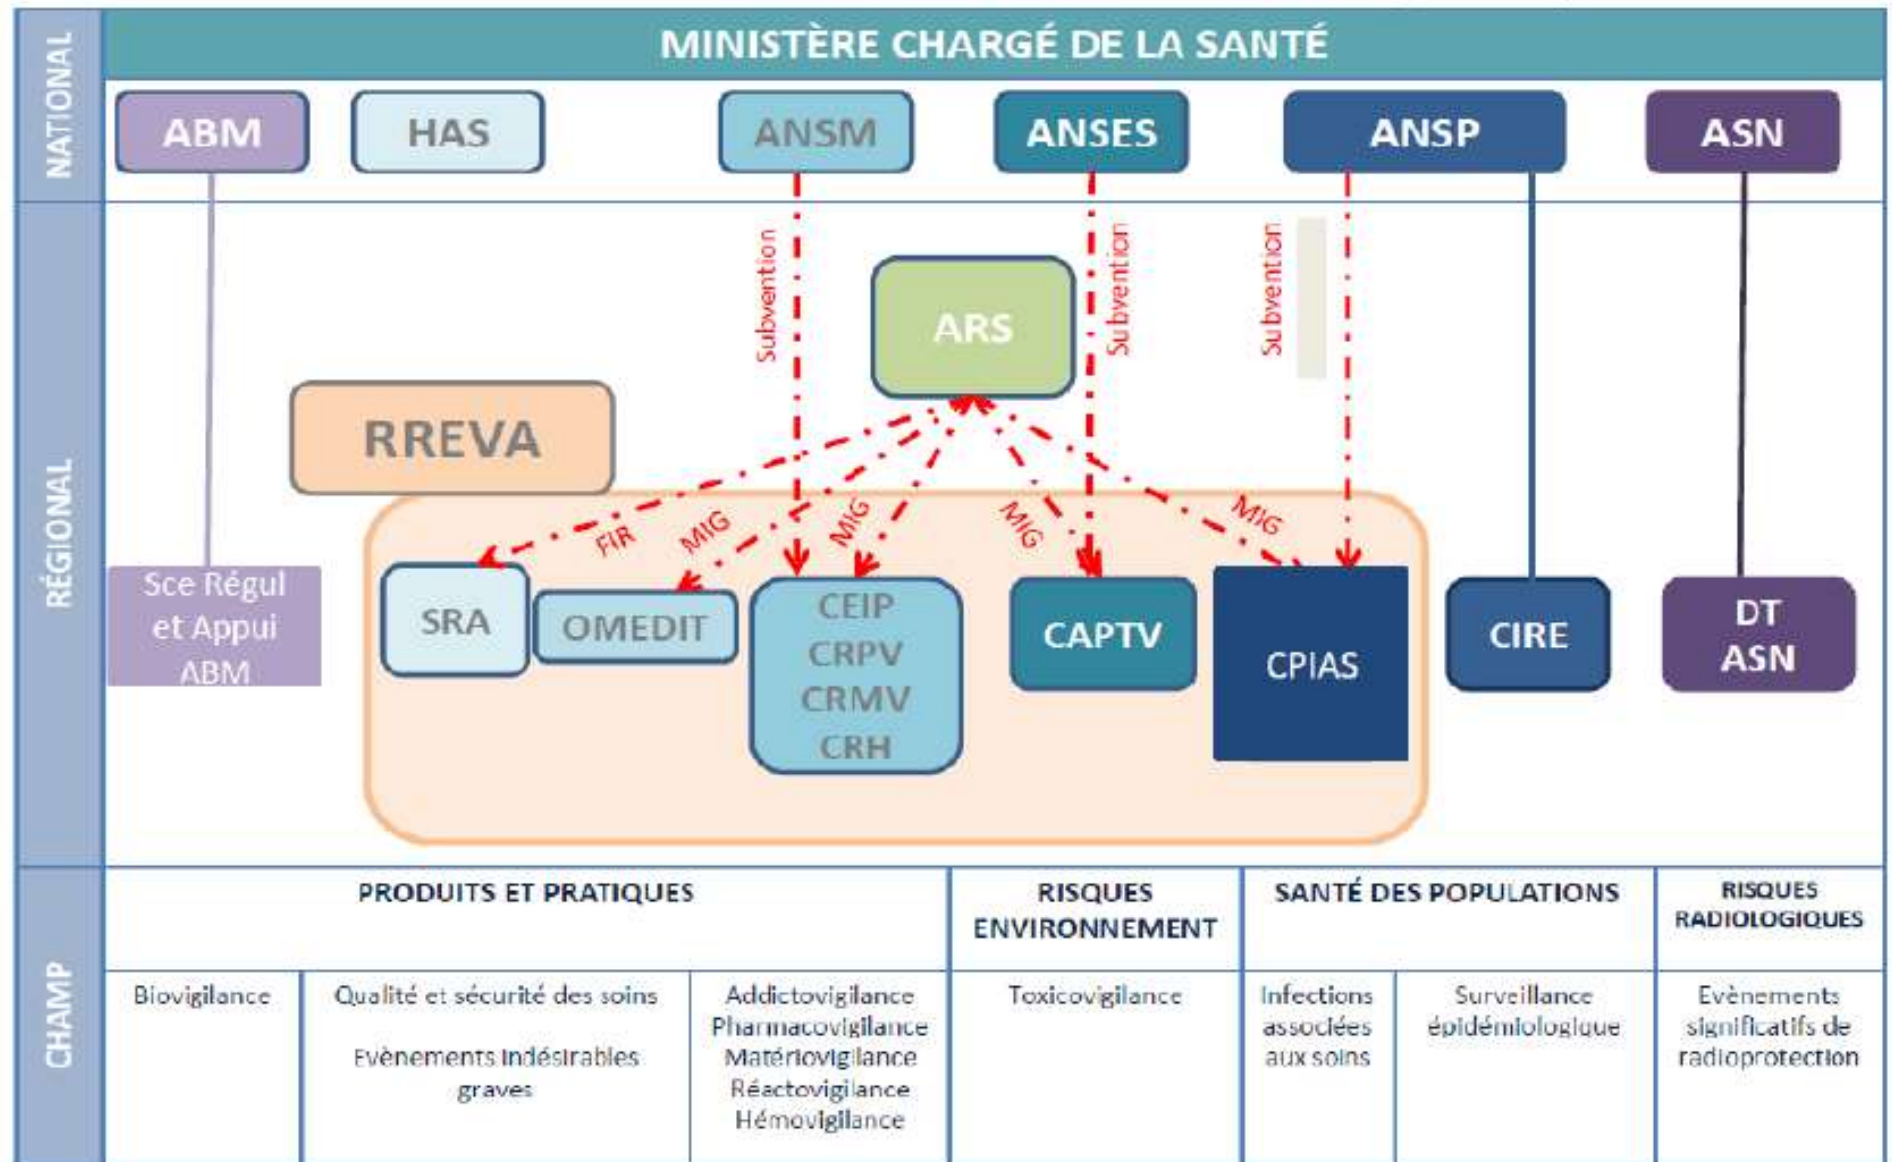 MINISTÈRE CHARGÉ DE LA SANTÉ
NATIONAL
ABM
HAS
ANSM
ANSES
ANSP
ASN
RÉGIONAL
Subvention
Subvention
Subvention
ARS
RREVA
FIR
MIG
MIG
MIG
MIG
Sce Régul
et Appui
ABM
SRA
OMEDIT
CEIP
CRPV
CRMV
CRH
CAPTV
CPIAS
CIRE
DT
ASN
CHAMP
PRODUITS ET PRATIQUES
RISQUES
ENVIRONNEMENT
SANTÉ DES POPULATIONS
RISQUES
RADIOLOGIQUES
Biovigilance
Qualité et sécurité des soins
Evènements indésirables
graves
Addictovigilance
Pharmacovigilance
Matériovigilance
Réactovigilance
Hémovigilance
Toxicovigilance
Infections
associées
aux soins
Surveillance
épidémiologique
Evènements
significatifs de
radioprotection